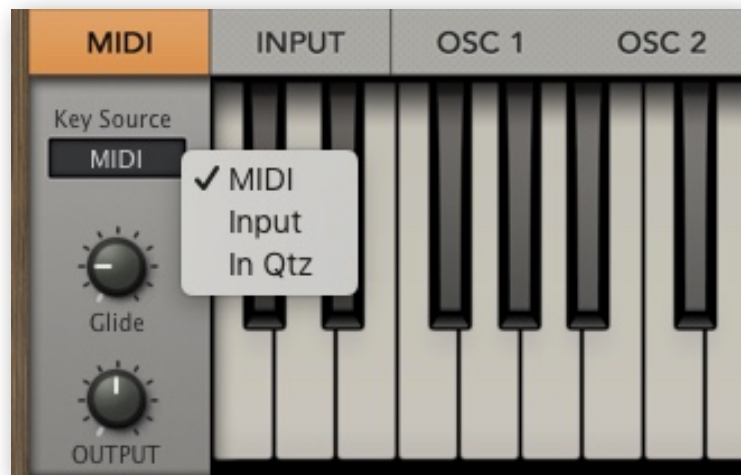 MIDI
INPUT
OSC 1
OSC 2
Key Source
MIDI
✓ MIDI
Input
In Qtz
Glide
OUTPUT